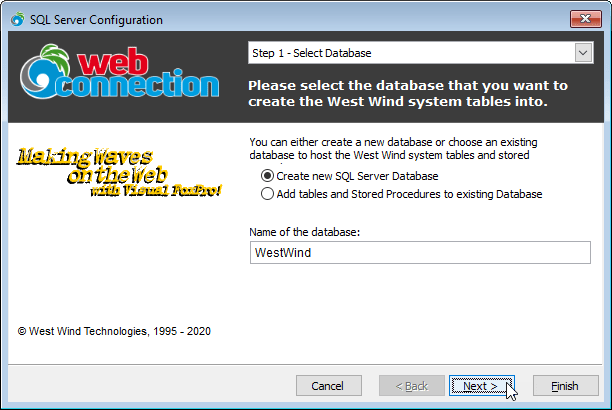 SQL Server Configuration
web
connection
Step 1 - Select Database
Please select the database that you want to
create the West Wind system tables into.
Making Waves
on the Web
with Visual FoxPro!
You can either create a new database or choose an existing
database to host the West Wind system tables and stored
Create new SQL Server Database
Add tables and Stored Procedures to existing Database
Name of the database:
WestWind
© West Wind Technologies, 1995 - 2020
Cancel
< Back
Next >
Finish